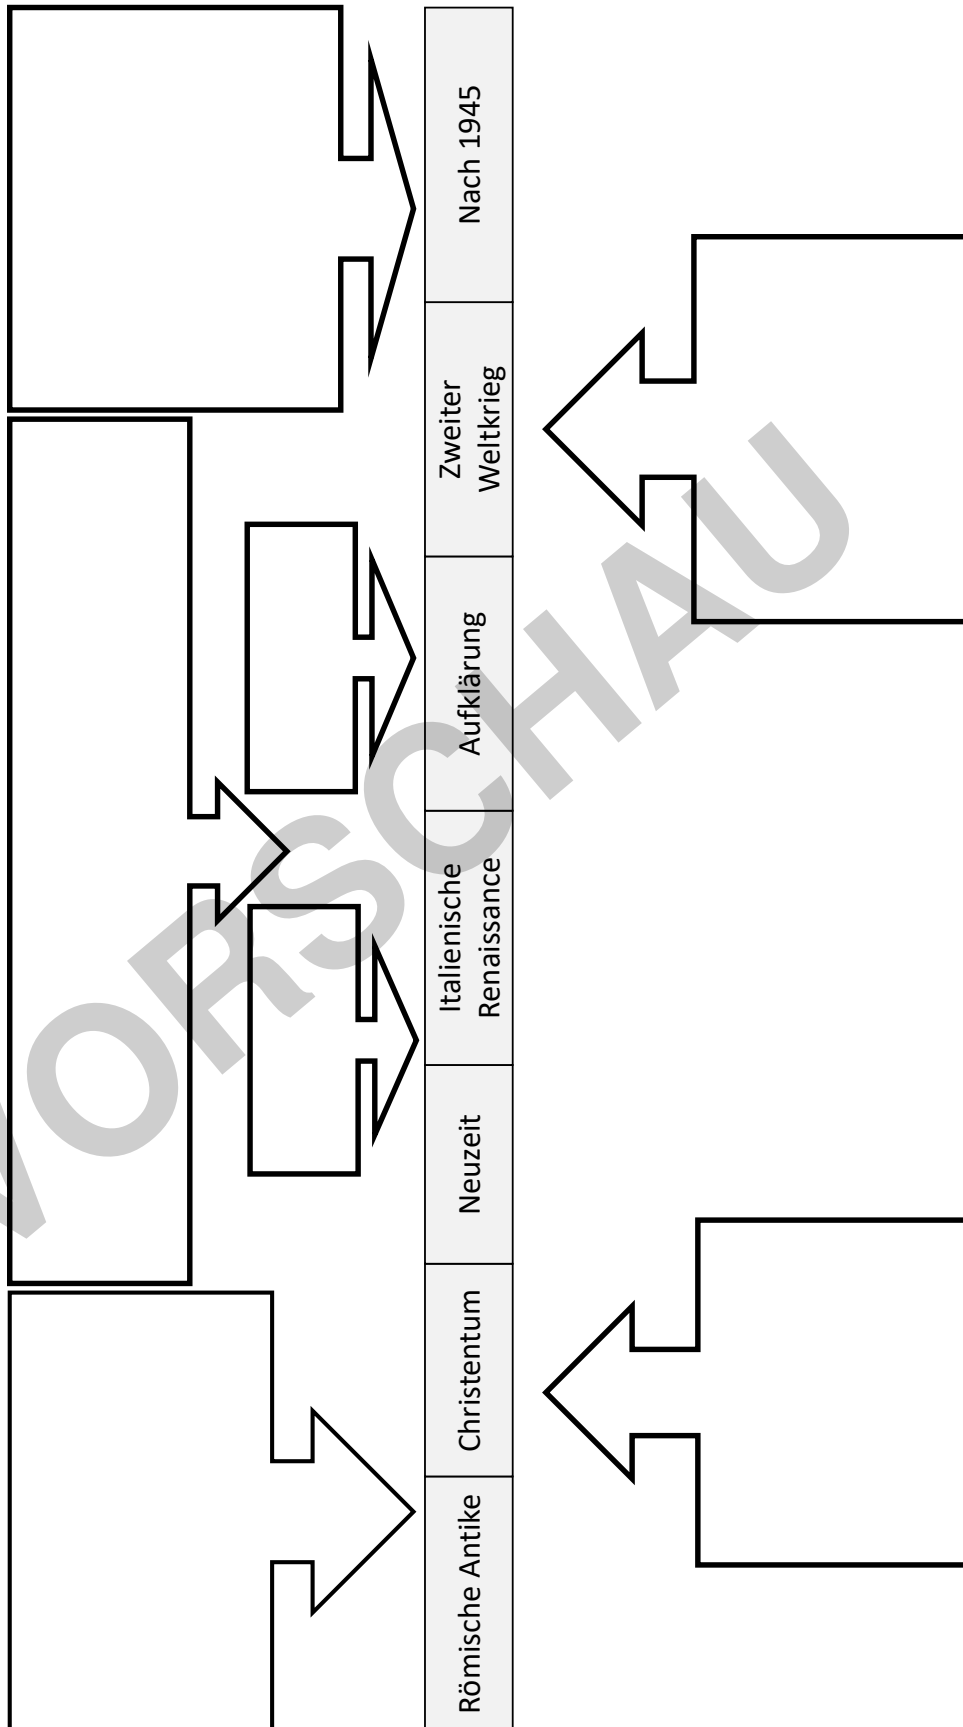 Römische Antike
Christentum
Neuzeit
Italienische
Renaissance
Aufklärung
Zweiter
Weltkrieg
Nach 1945
VORSCHAU